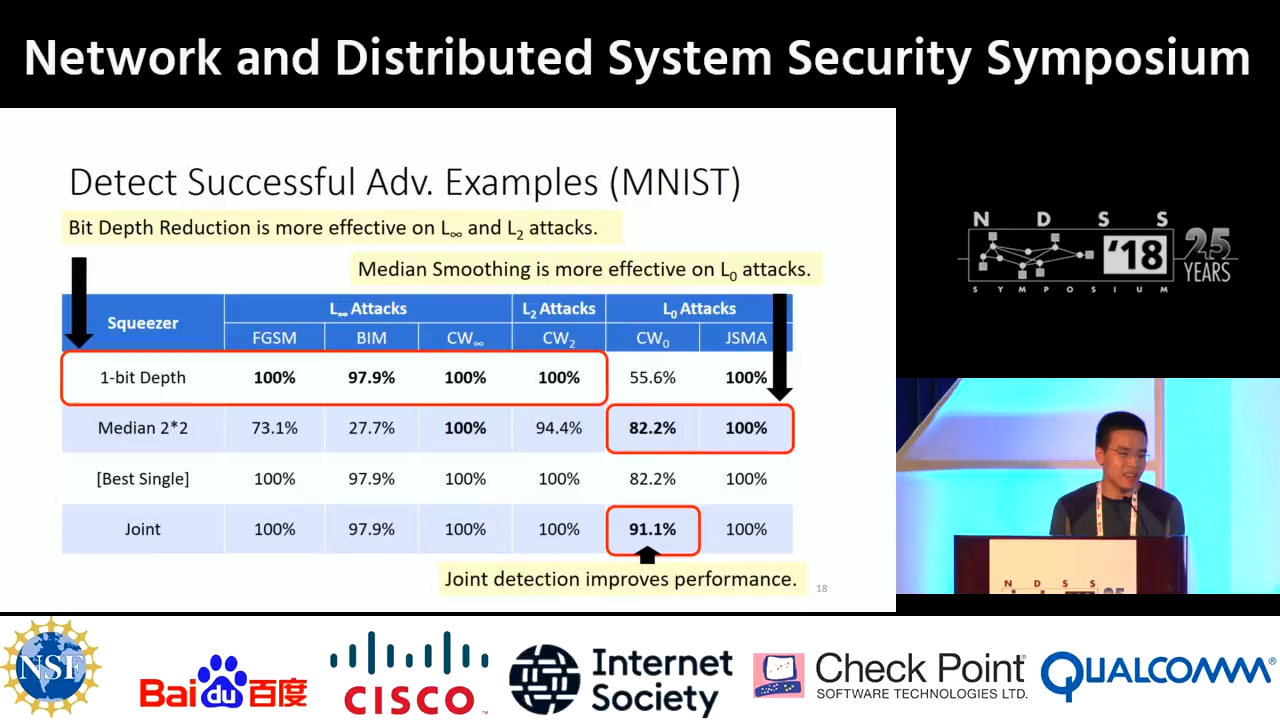 Network and Distributed System Security Symposium
Detect Successful Adv. Examples (MNIST)
Bit Depth Reduction is more effective on L∞ and L2 attacks.
Median Smoothing is more effective on L0 attacks.
Squeezer
L∞ Attacks
L2 Attacks
L0 Attacks
FGSM
BIM
CW∞
CW2
CW0
JSMA
1-bit Depth
100%
97.9%
100%
100%
55.6%
100%
Median 2*2
73.1%
27.7%
100%
94.4%
82.2%
100%
[Best Single]
100%
97.9%
100%
100%
82.2%
100%
Joint
100%
97.9%
100%
100%
91.1%
100%
Joint detection improves performance.
18
N D S S
'18
25
YEARS
SYMPOSIUM
N D S S
25
NSF
Bai du 百度
CISCO
Internet
Society
Check Point
SOFTWARE TECHNOLOGIES LTD.
QUALCOMM